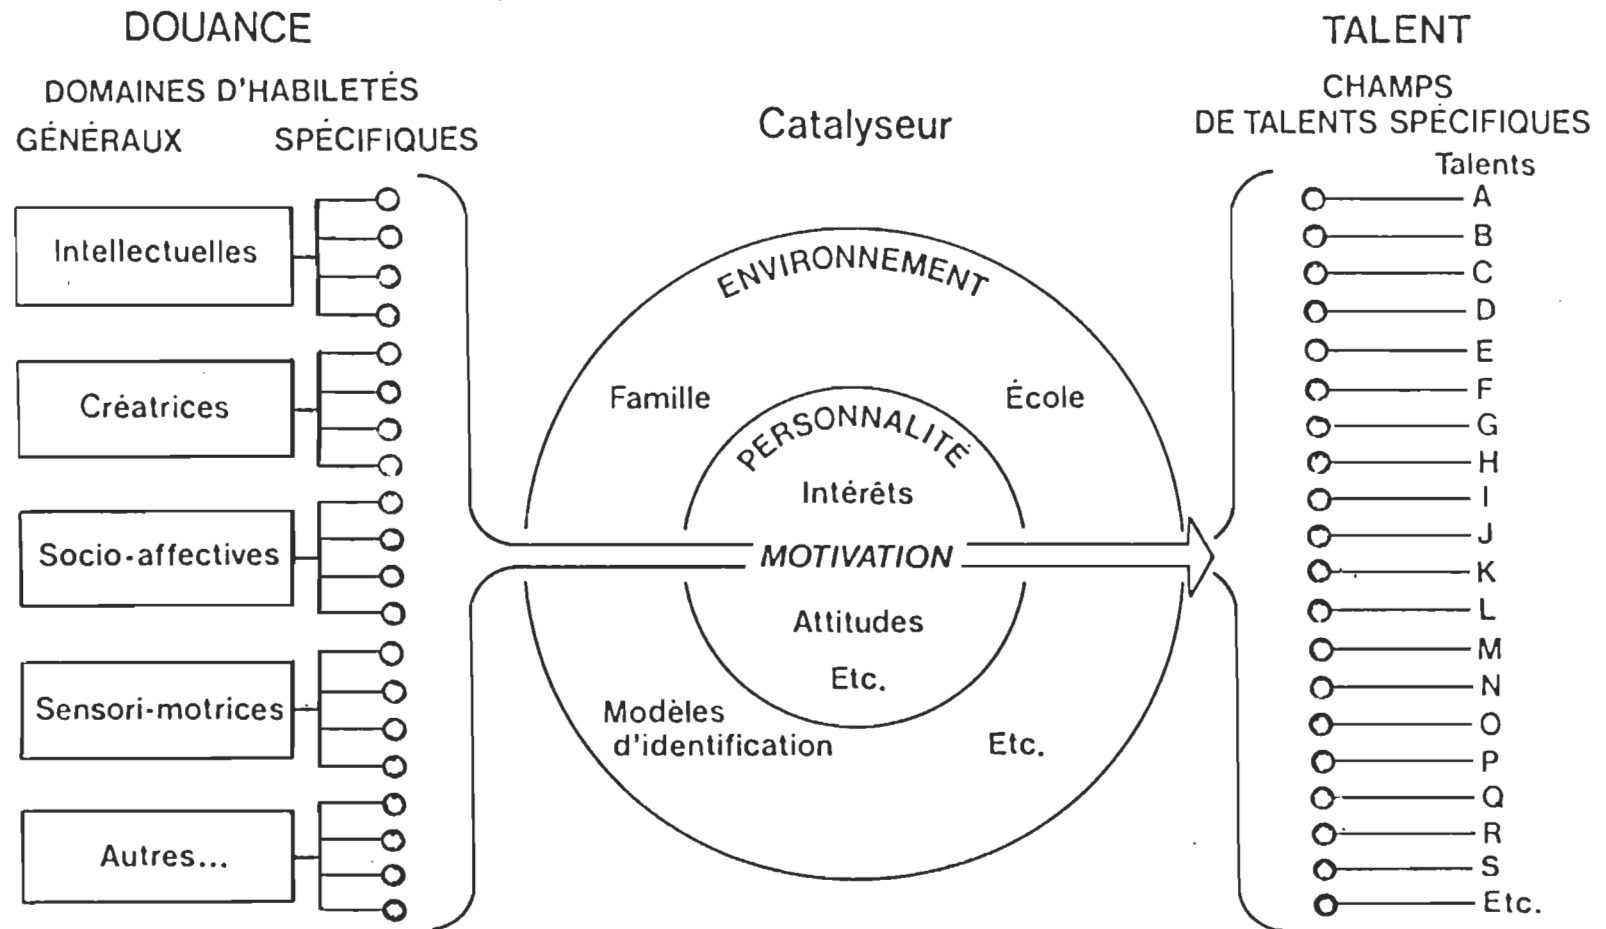 DOUANCE
DOMAINES D'HABILETÉS
GÉNÉRAUX
SPÉCIFIQUES
Intellectuelles
Créatrices
Socio-affectives
Sensori-motrices
Autres...
Catalyseur
ENVIRONNEMENT
Famille
École
PERSONNALITÉ
Intérêts
MOTIVATION
Attitudes
Etc.
Modèles
d'identification
Etc.
TALENT
CHAMPS
DE TALENTS SPÉCIFIQUES
Talents
A
B
C
D
E
F
G
H
I
J
K
L
M
N
O
P
Q
R
S
Etc.